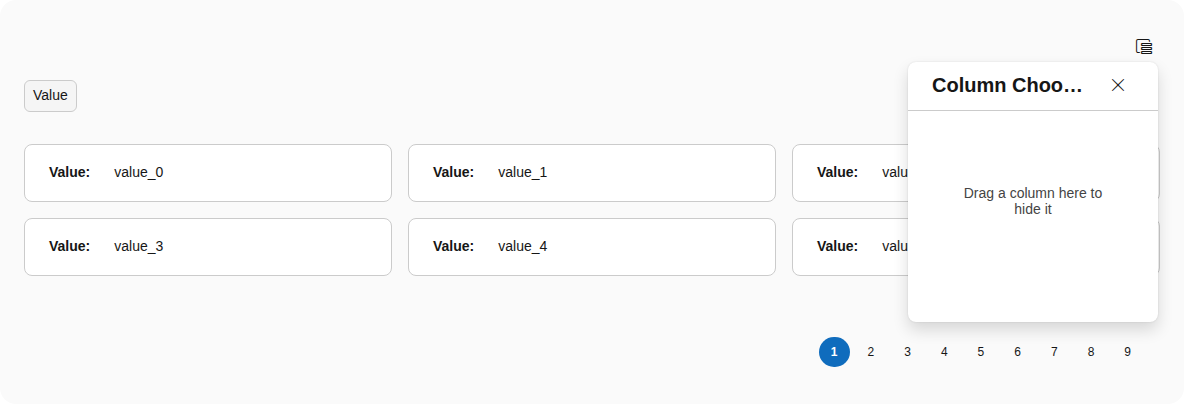 Column Choo…
Value
Value: value_0
Value: value_1
Value: valu
Drag a column here to
hide it
Value: value_3
Value: value_4
Value: valu
1 2 3 4 5 6 7 8 9